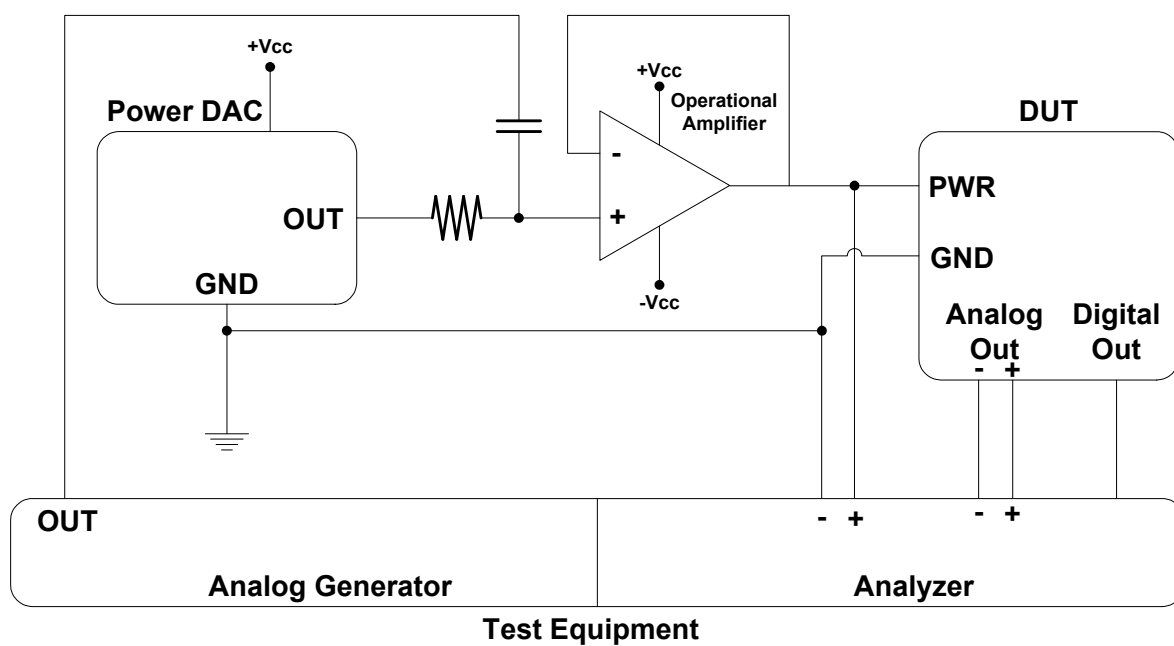 +Vcc
Power DAC
OUT
GND
+Vcc
Operational
Amplifier
-
+
-Vcc
DUT
PWR
GND
Analog
Out
Digital
Out
- +
OUT
- +
- +
Analog Generator
Analyzer
Test Equipment